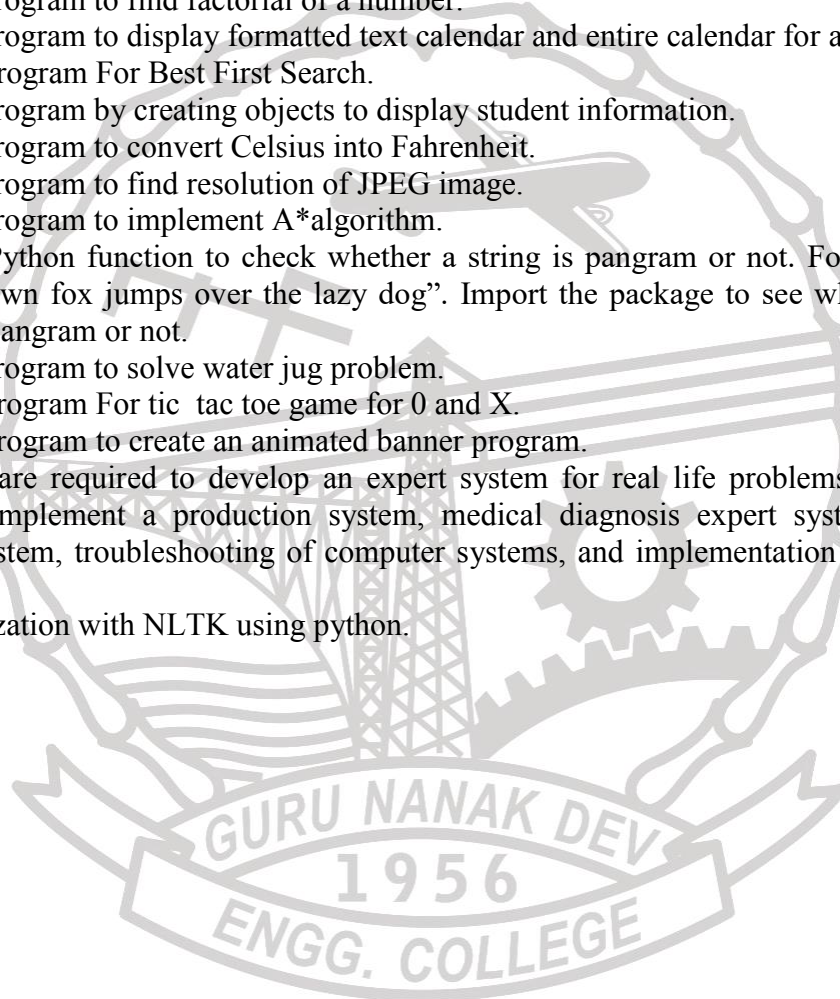 rogram to find factorial of a number.
rogram to display formatted text calendar and entire calendar for a
rogram For Best First Search.
rogram by creating objects to display student information.
rogram to convert Celsius into Fahrenheit.
rogram to find resolution of JPEG image.
rogram to implement A*algorithm.
Python function to check whether a string is pangram or not. Fo
wn fox jumps over the lazy dog”. Import the package to see wh
angram or not.
rogram to solve water jug problem.
rogram For tic  tac toe game for 0 and X.
rogram to create an animated banner program.
are required to develop an expert system for real life problems
mplement a production system, medical diagnosis expert syst
stem, troubleshooting of computer systems, and implementation
zation with NLTK using python.
GURU NANAK DEV
1956
ENGG. COLLEGE